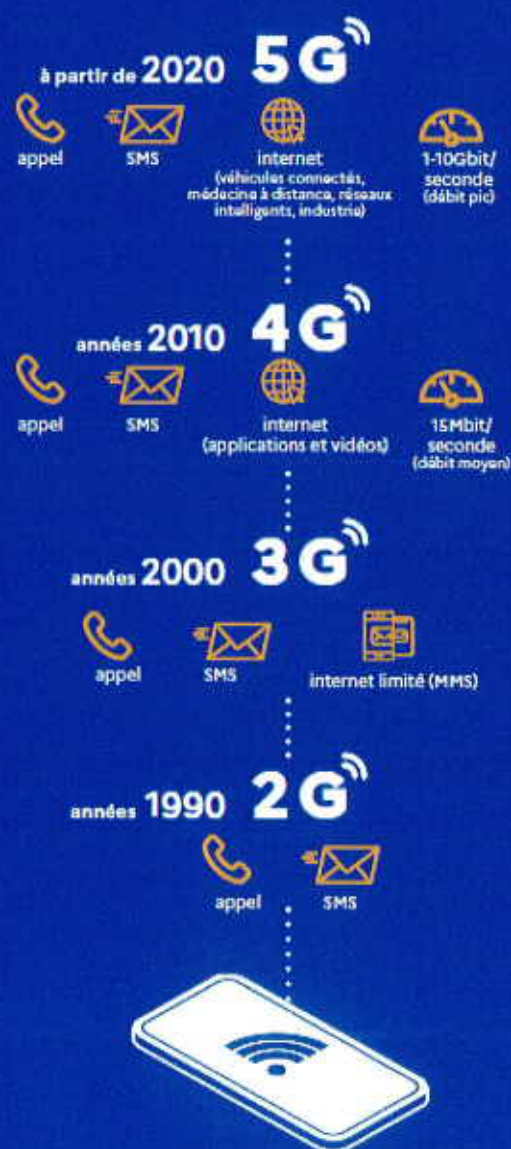 à partir de 2020 5G
appel
SMS
internet
(véhicules connectés,
médecine à distance, réseaux
intelligents, industrie)
1-10Gbit/
seconde
(débit pic)
années 2010 4G
appel
SMS
internet
(applications et vidéos)
15Mbit/
seconde
(débit moyen)
années 2000 3G
appel
SMS
internet limité (MMS)
années 1990 2G
appel
SMS